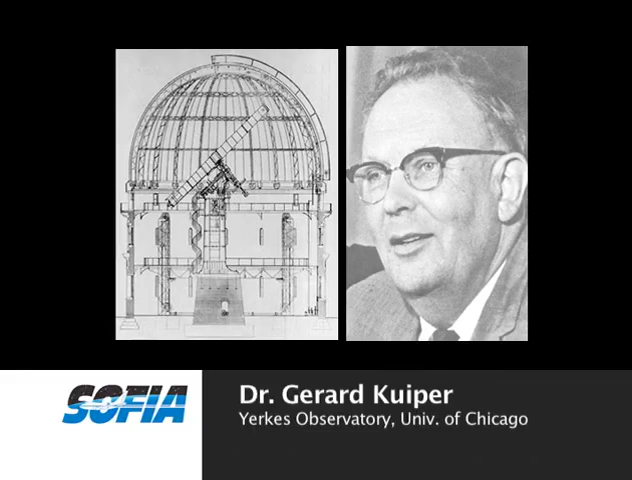 SOFIA
Dr. Gerard Kuiper
Yerkes Observatory, Univ. of Chicago